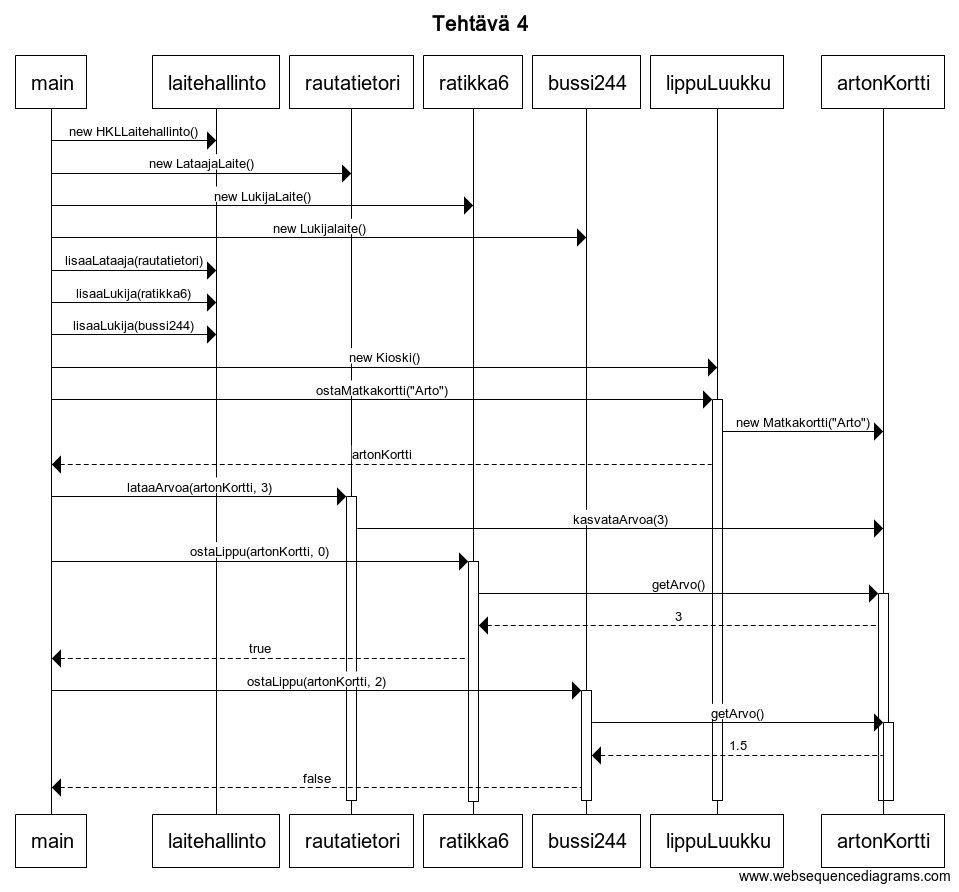 Tehtävä 4
main laitehallinto rautatietori ratikka6 bussi244 lippuLuukku artonKortti
new HKLLaitehallinto()
new LataajaLaite()
new LukijaLaite()
new Lukijalaite()
lisaaLataaja(rautatietori)
lisaaLukija(ratikka6)
lisaaLukija(bussi244)
new Kioski()
ostaMatkakortti("Arto")
new Matkakortti("Arto")
artonKortti
lataaArvoa(artonKortti, 3)
kasvataArvoa(3)
ostaLippu(artonKortti, 0)
getArvo()
3
true
ostaLippu(artonKortti, 2)
getArvo()
1.5
false
main laitehallinto rautatietori ratikka6 bussi244 lippuLuukku artonKortti
www.websequencediagrams.com